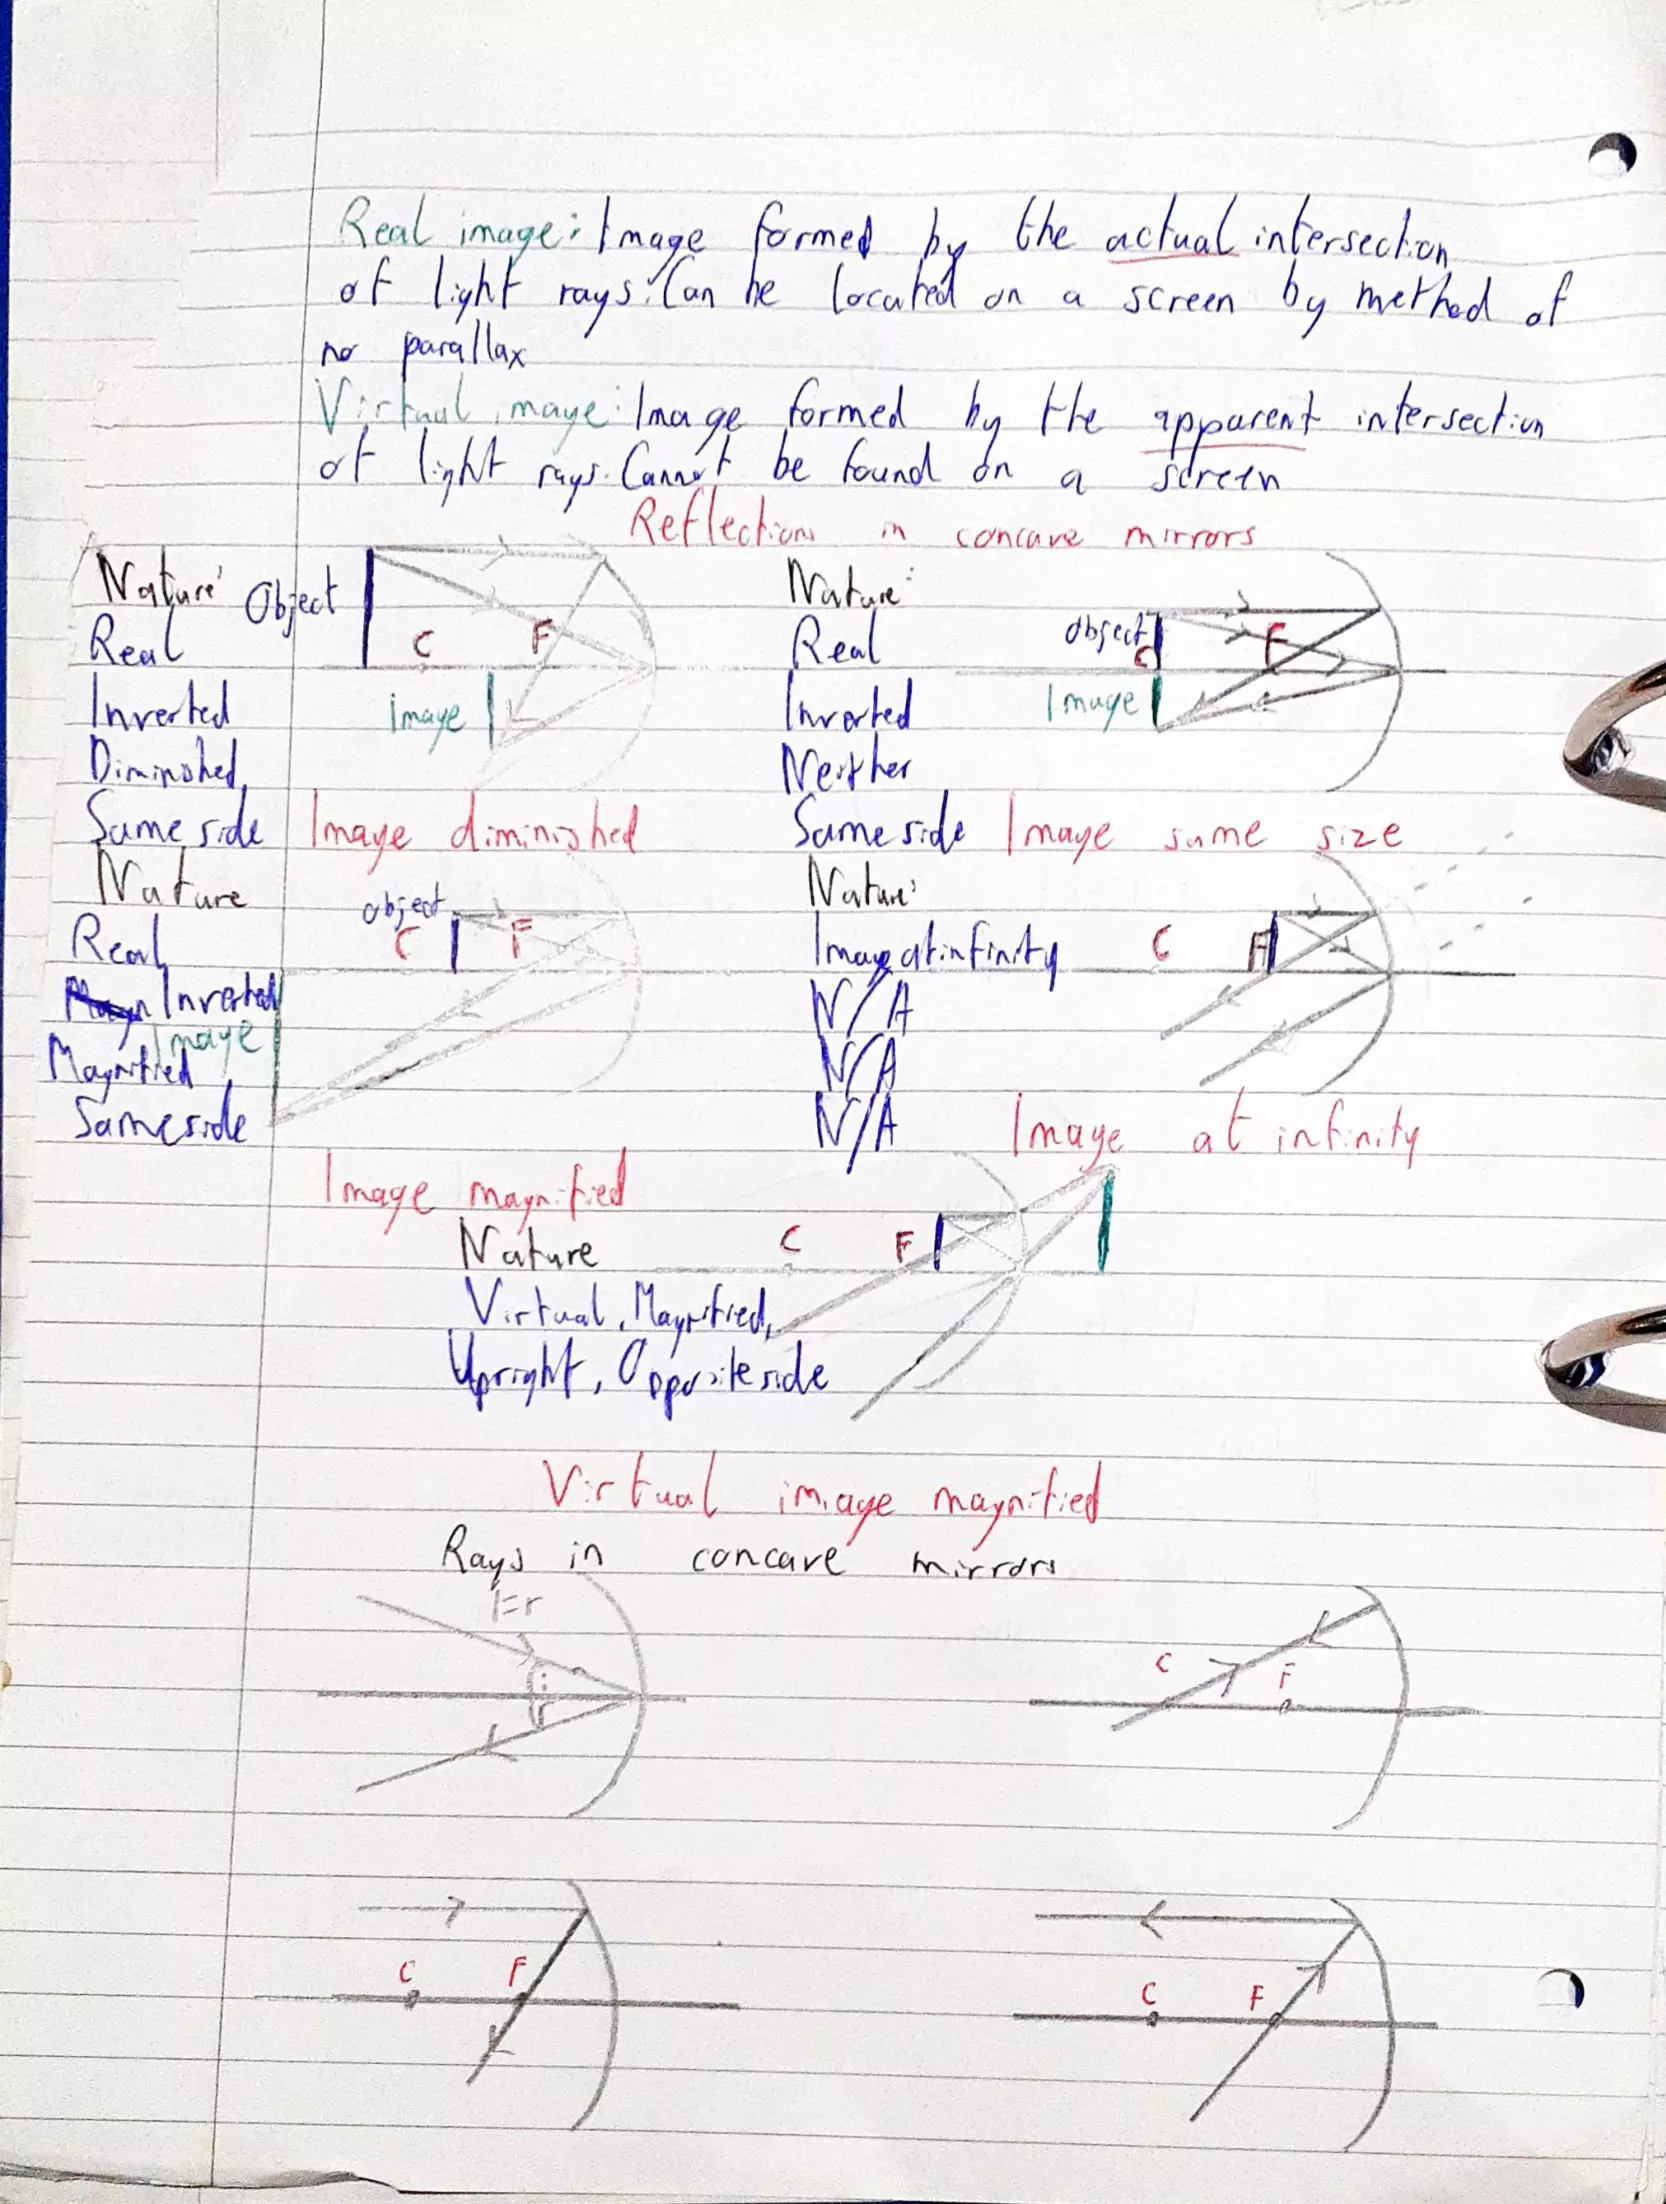 Real image: Image formed by the actual intersection
of light rays. Can be located on a screen by method of
no parallax
Virtual image: Image formed by the apparent intersection
of light rays. Cannot be found on a screen
Reflection in concave mirrors
Nature:
Object
Real
C
F
Inverted
image
Diminished,
Same side
Image diminished
Nature:
Real
object
C
F
Inverted
Image
Neither
Same side
Image same size
Nature
object
Real
C
F
Inverted
Image
Magnified
Same side
Image magnified
Nature:
Image at infinity
C
F
N/A
N/A
N/A
Image at infinity
Nature
C
F
Virtual, Magnified,
Upright, Opposite side
Virtual image magnified
Rays in concave mirrors
i=r
i
r
C
F
C
F
C
F